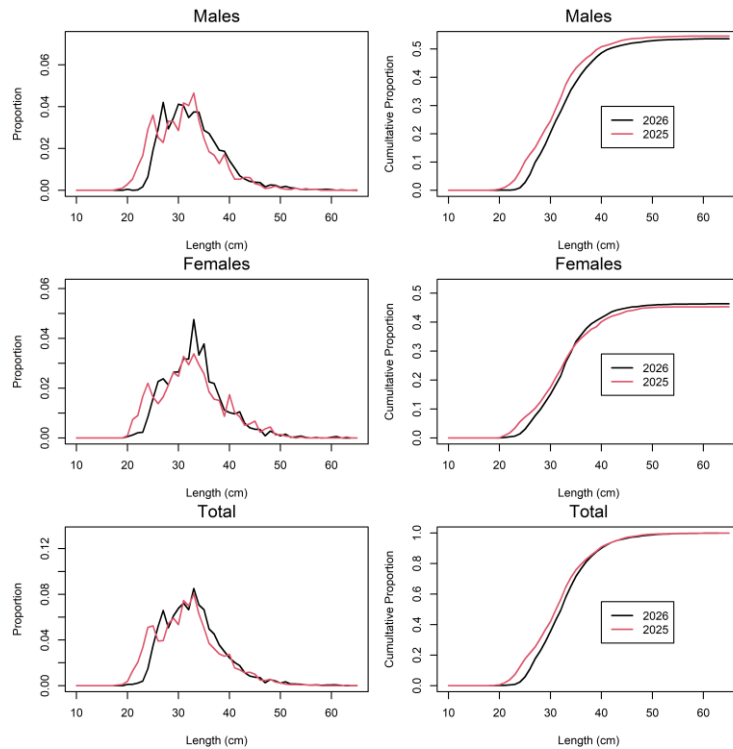 Males
Proportion
0.00 0.02 0.04 0.06
10 20 30 40 50 60
Length (cm)
Males
Cumultative Proportion
0.0 0.1 0.2 0.3 0.4 0.5
2026
2025
10 20 30 40 50 60
Length (cm)
Females
Proportion
0.00 0.02 0.04 0.06
10 20 30 40 50 60
Length (cm)
Females
Cumultative Proportion
0.0 0.1 0.2 0.3 0.4 0.5
2026
2025
10 20 30 40 50 60
Length (cm)
Total
Proportion
0.00 0.04 0.08 0.12
10 20 30 40 50 60
Length (cm)
Total
Cumultative Proportion
0.0 0.2 0.4 0.6 0.8 1.0
2026
2025
10 20 30 40 50 60
Length (cm)